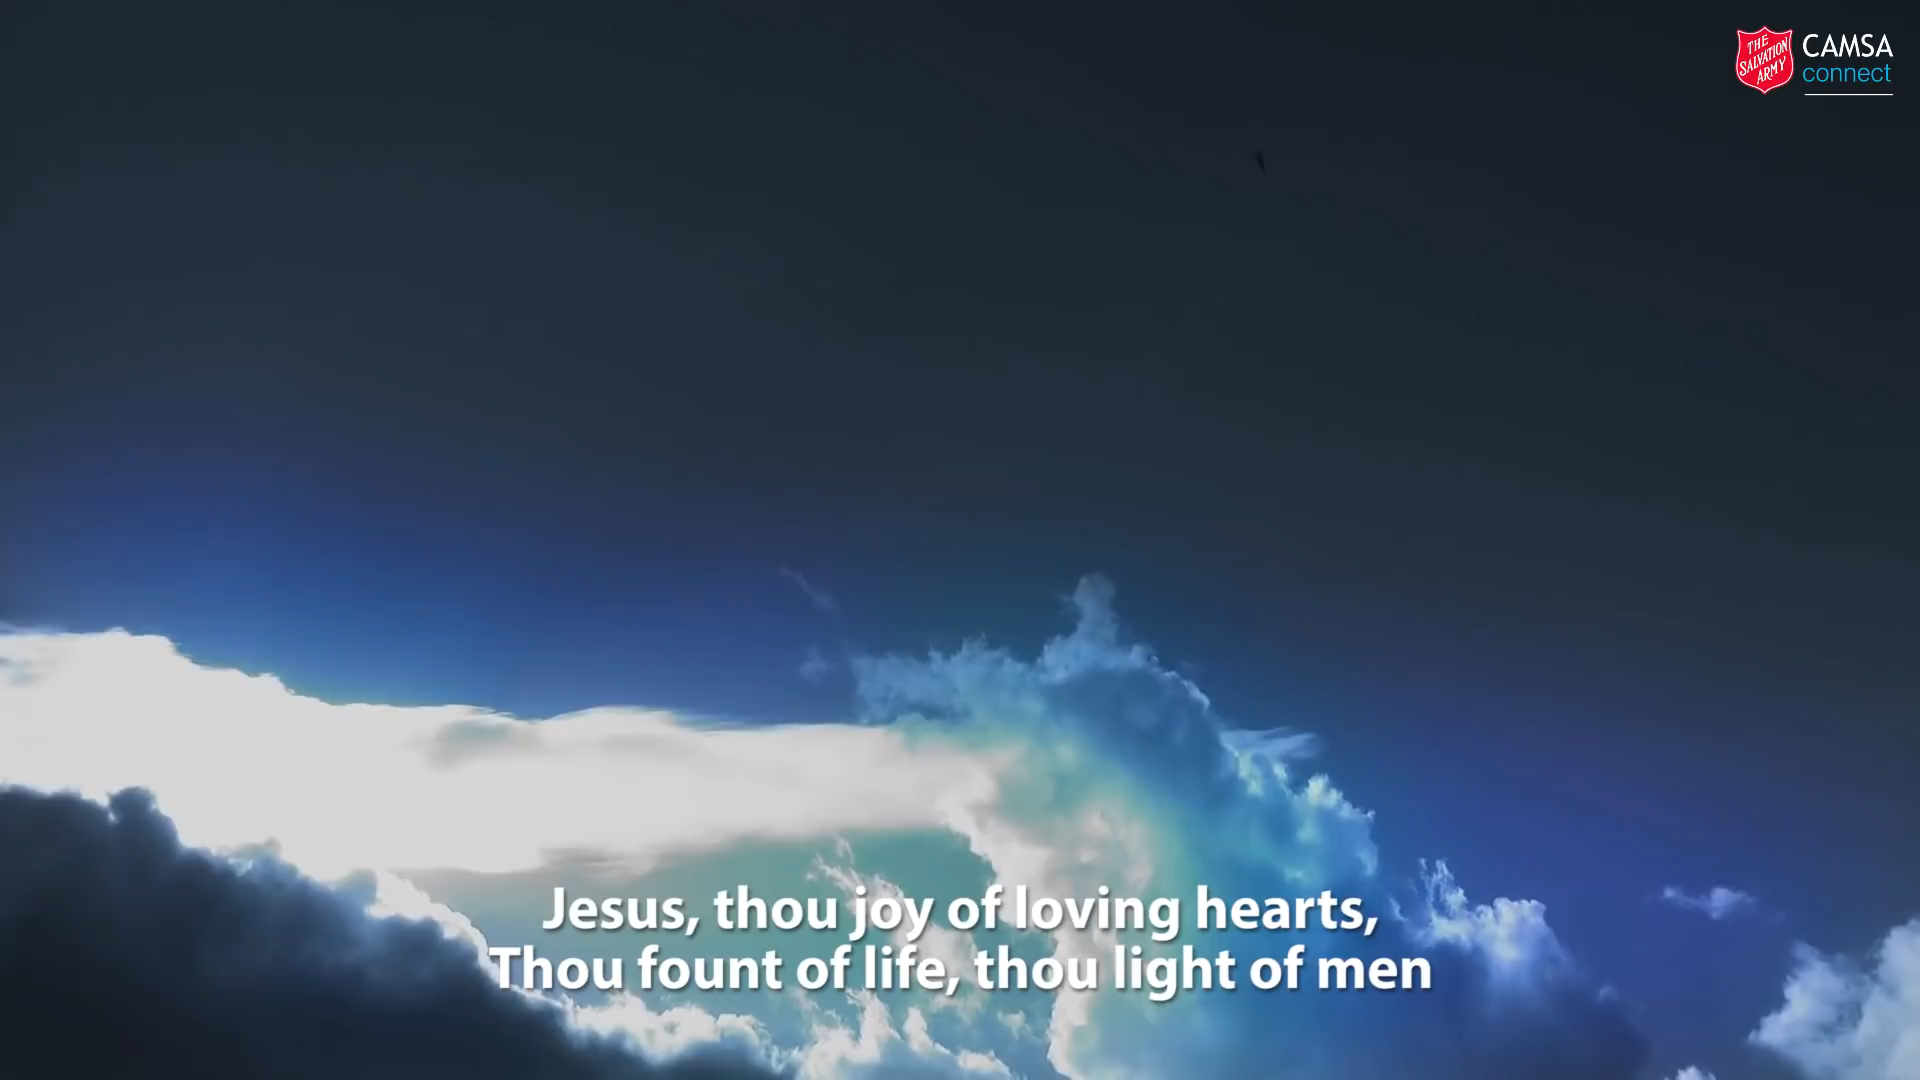 THE
SALVATION
ARMY
CAMSA
connect
Jesus, thou joy of loving hearts,
Thou fount of life, thou light of men